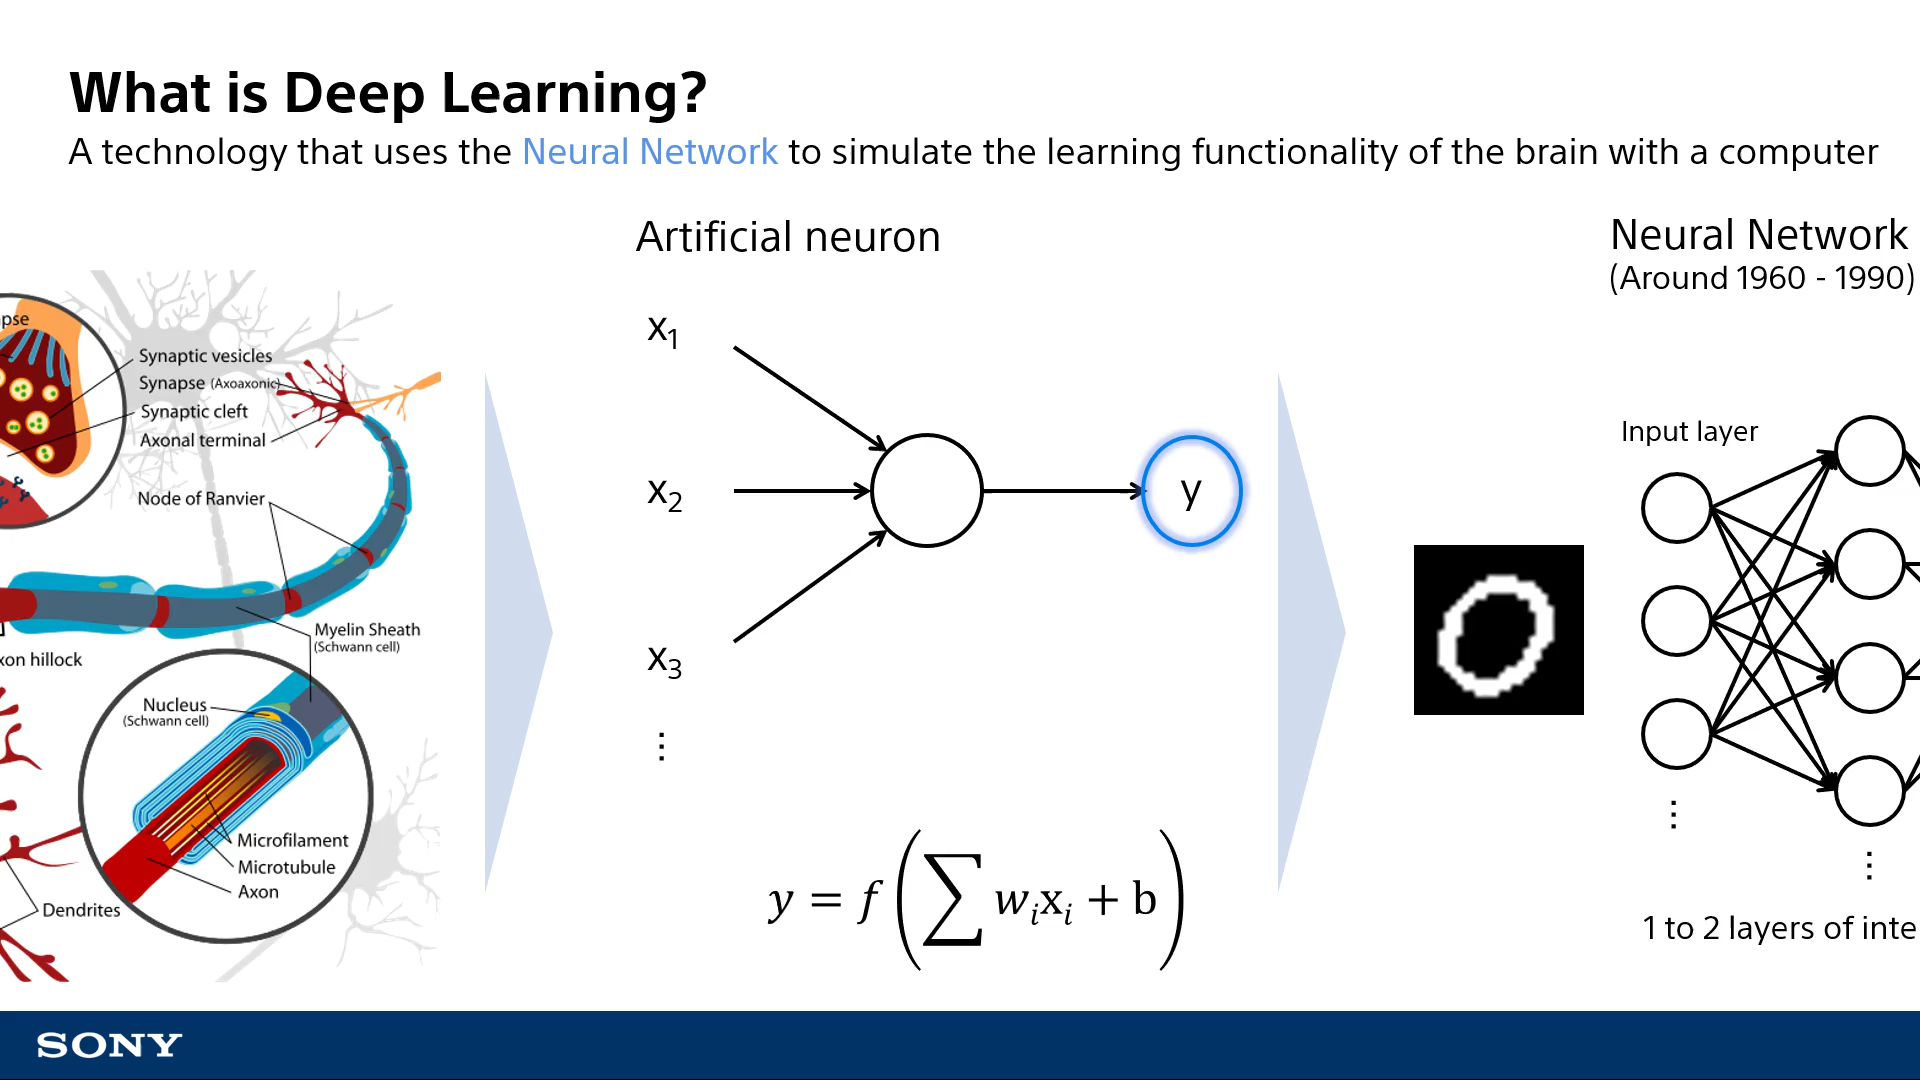 What is Deep Learning?
A technology that uses the Neural Network to simulate the learning functionality of the brain with a computer
Synaptic vesicles
Synapse (Axoaxonic)
Synaptic cleft
Axonal terminal
Node of Ranvier
Myelin Sheath
(Schwann cell)
Nucleus
(Schwann cell)
Microfilament
Microtubule
Axon
Dendrites
hillock
Artificial neuron
x₁
x₂
x₃
⋮
y
y = f(∑ wᵢxᵢ + b)
Neural Network
(Around 1960 - 1990)
Input layer
⋮
⋮
1 to 2 layers of
SONY